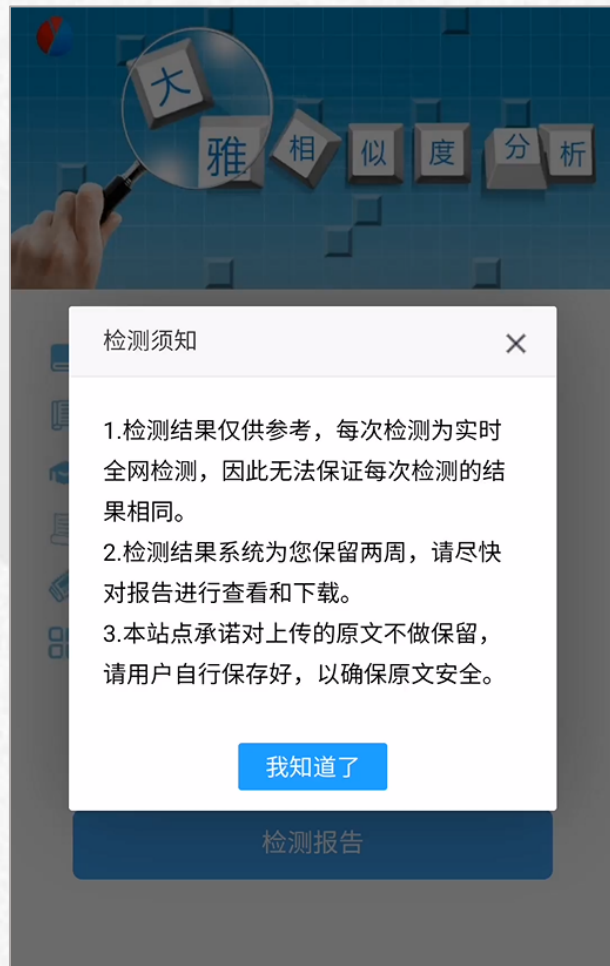 大
雅相似度分析
检测须知
1.检测结果仅供参考，每次检测为实时
全网检测，因此无法保证每次检测的结
果相同。
2.检测结果系统为您保留两周，请尽快
对报告进行查看和下载。
3.本站点承诺对上传的原文不做保留，
请用户自行保存好，以确保原文安全。
我知道了
检测报告